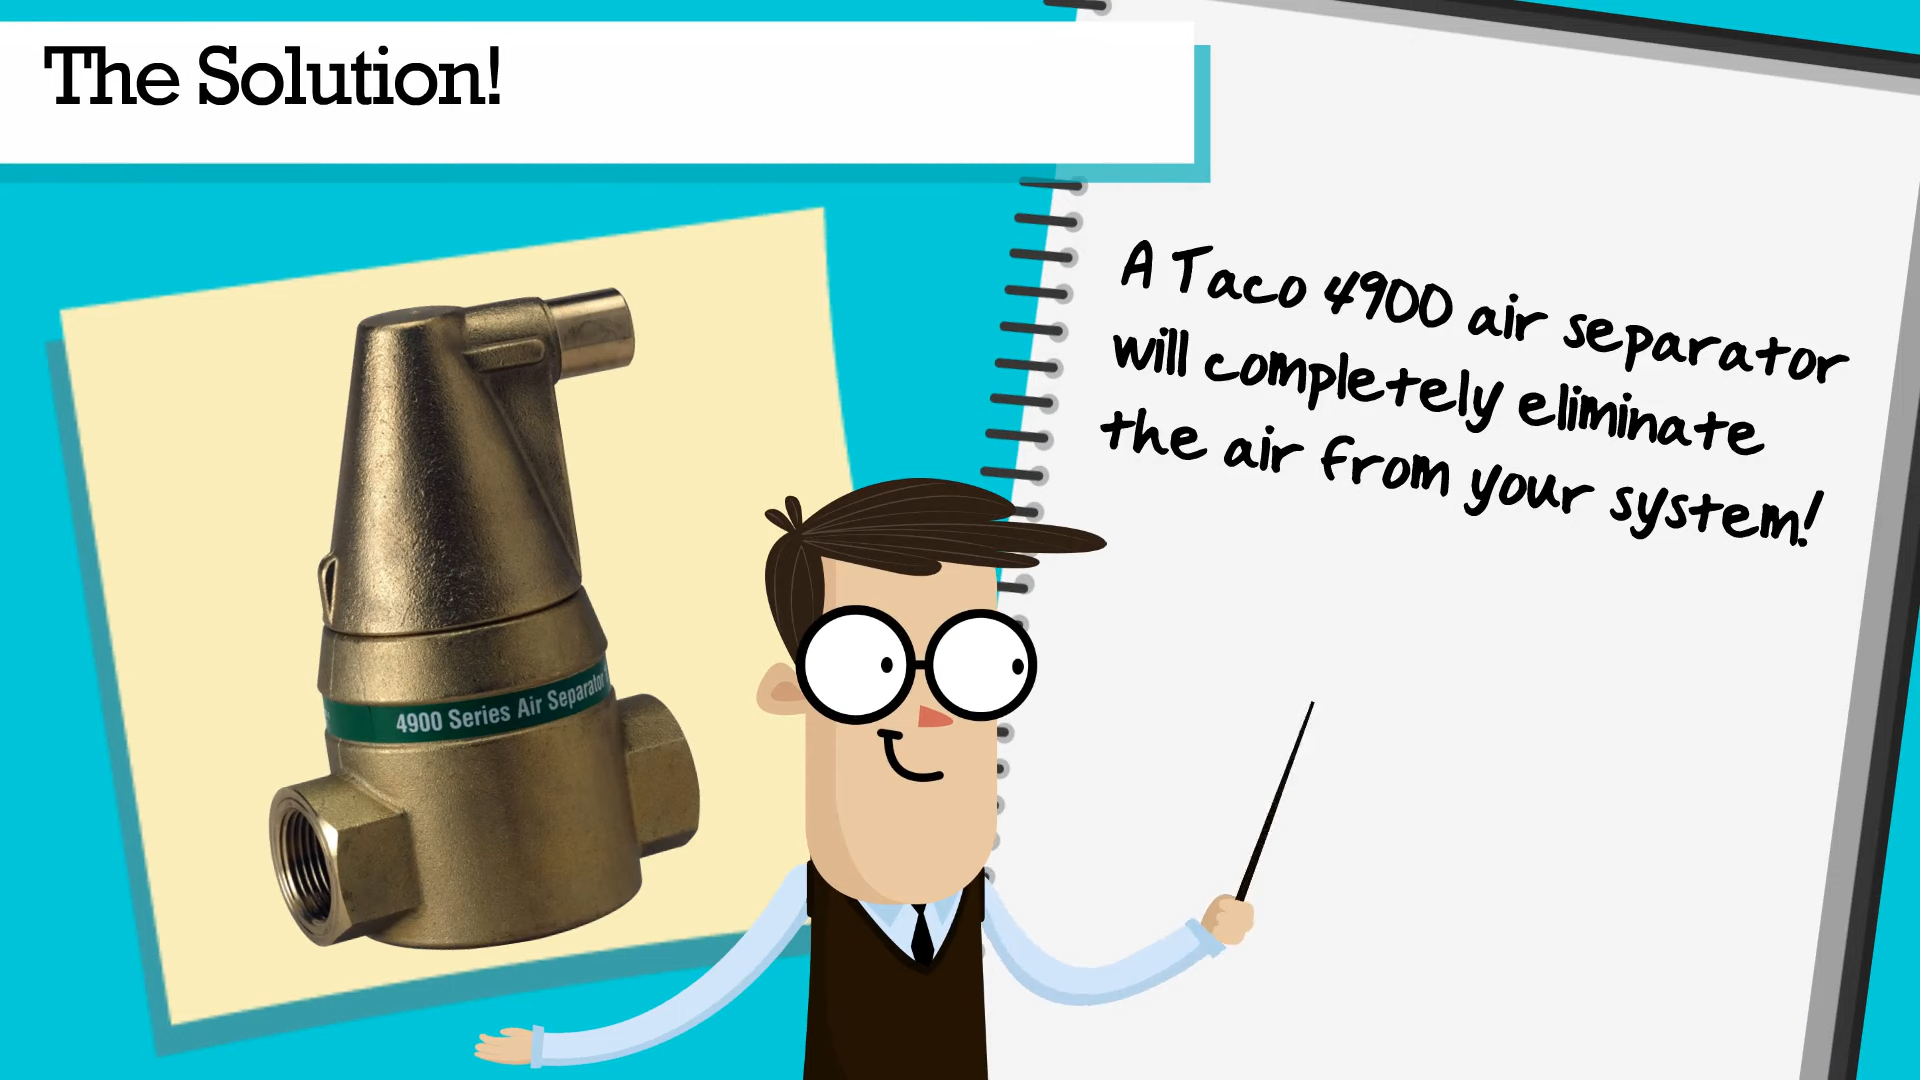 The Solution!
A Taco 4900 air separator
will completely eliminate
the air from your system!
4900 Series Air Separator